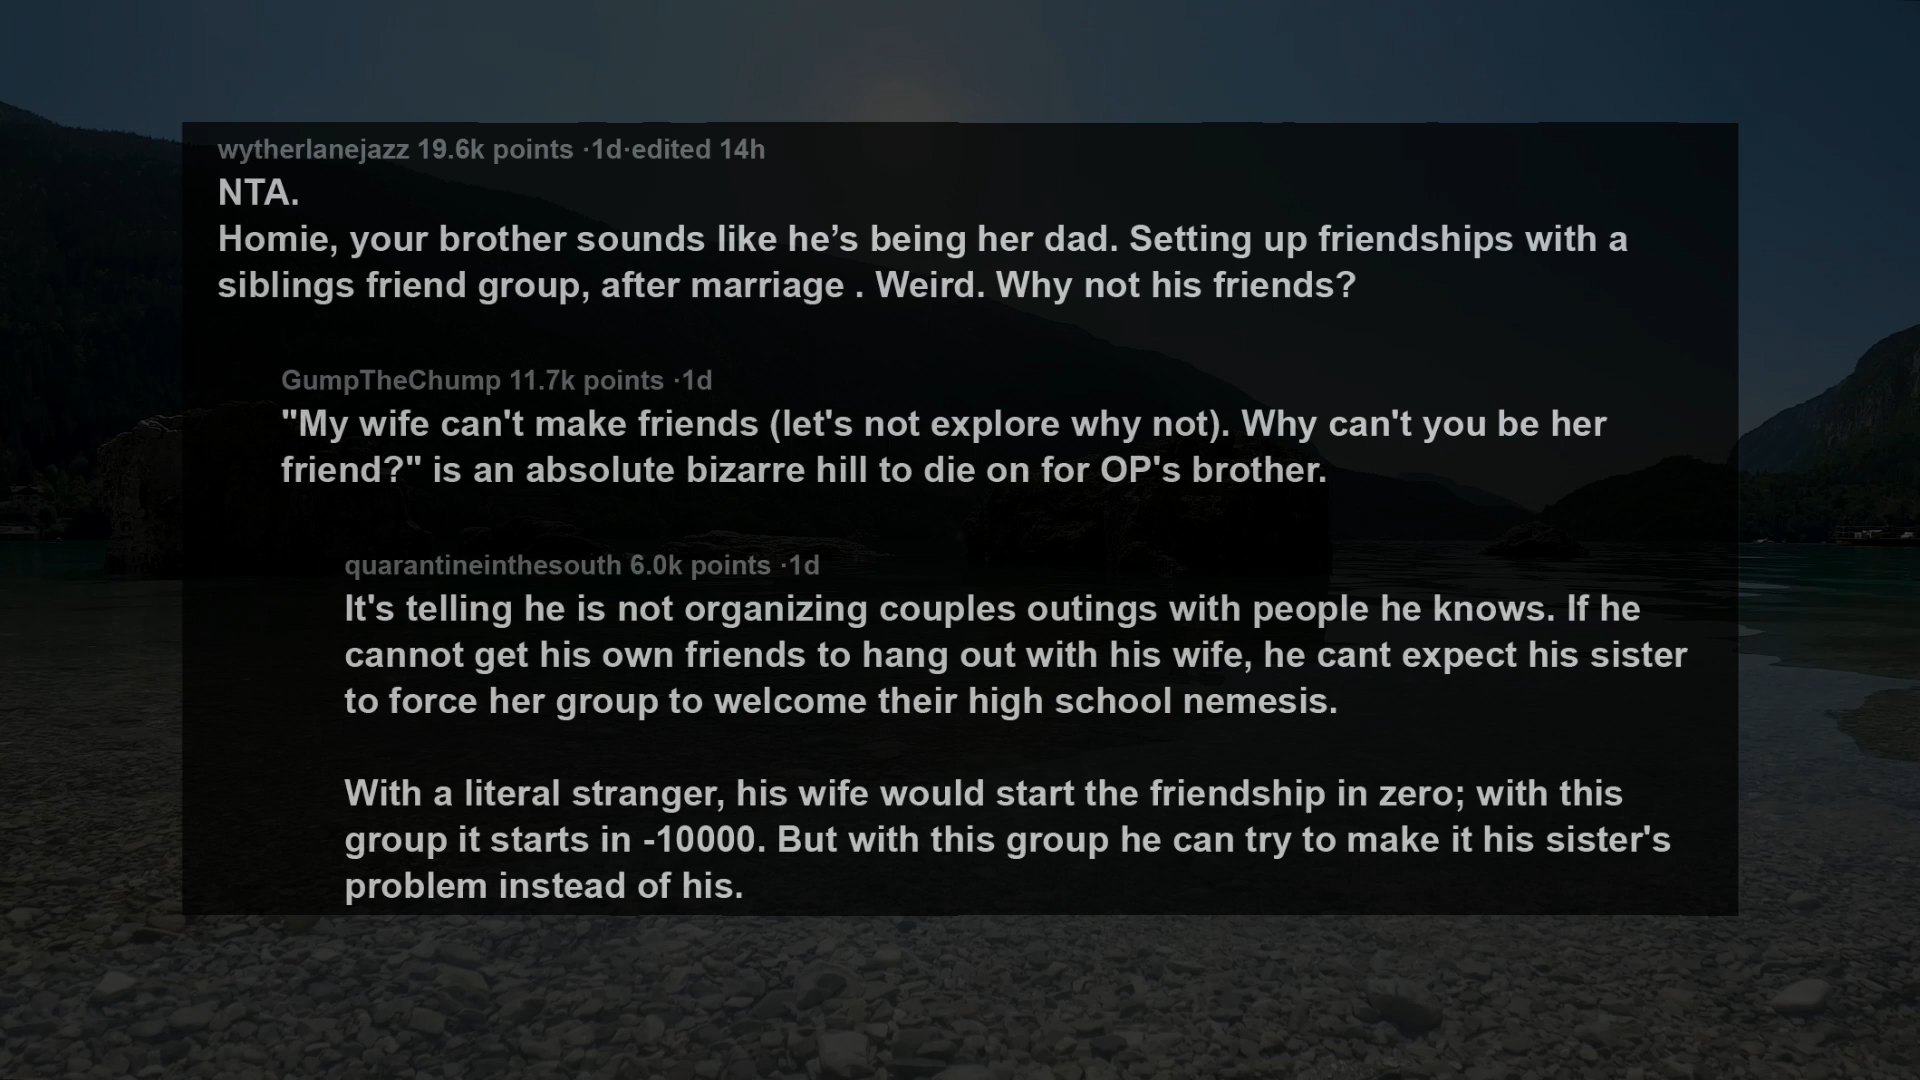 wytherlanejazz 19.6k points ·1d·edited 14h
NTA.
Homie, your brother sounds like he’s being her dad. Setting up friendships with a
siblings friend group, after marriage . Weird. Why not his friends?
GumpTheChump 11.7k points ·1d
"My wife can't make friends (let's not explore why not). Why can't you be her
friend?" is an absolute bizarre hill to die on for OP's brother.
quarantineinthesouth 6.0k points ·1d
It's telling he is not organizing couples outings with people he knows. If he
cannot get his own friends to hang out with his wife, he cant expect his sister
to force her group to welcome their high school nemesis.
With a literal stranger, his wife would start the friendship in zero; with this
group it starts in -10000. But with this group he can try to make it his sister's
problem instead of his.